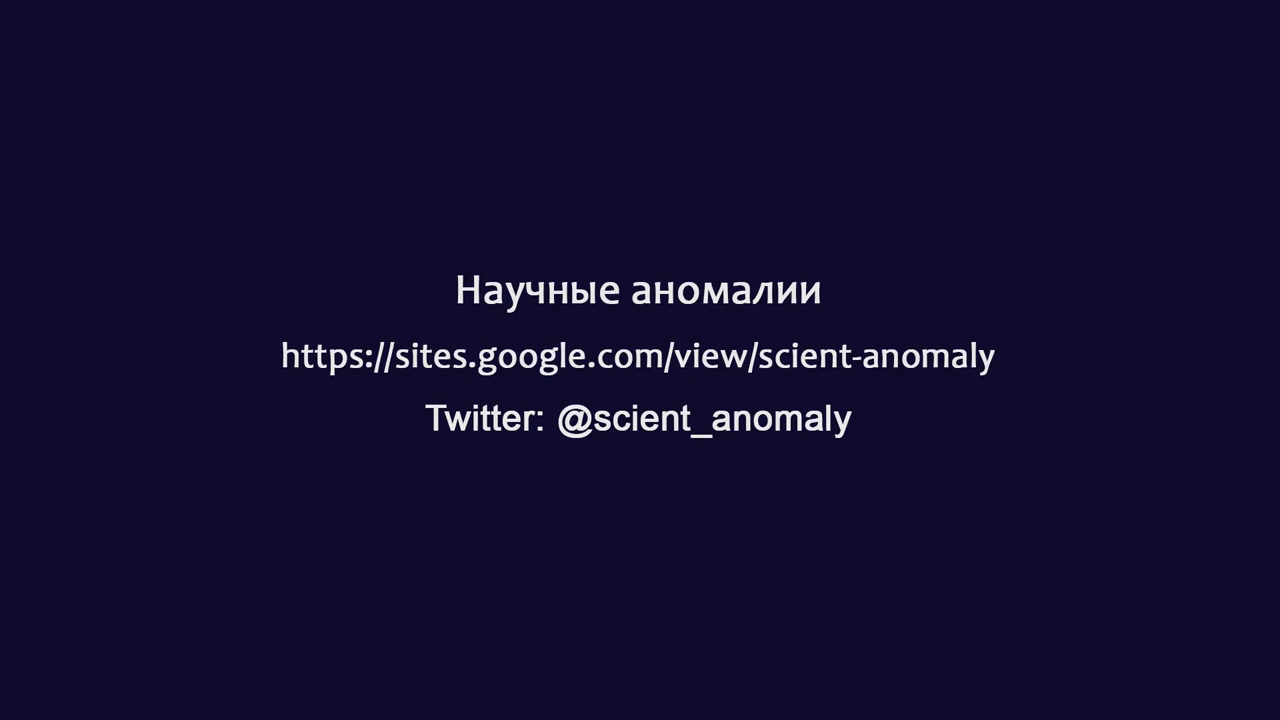 Научные аномалии
https://sites.google.com/view/scient-anomaly
Twitter: @scient_anomaly